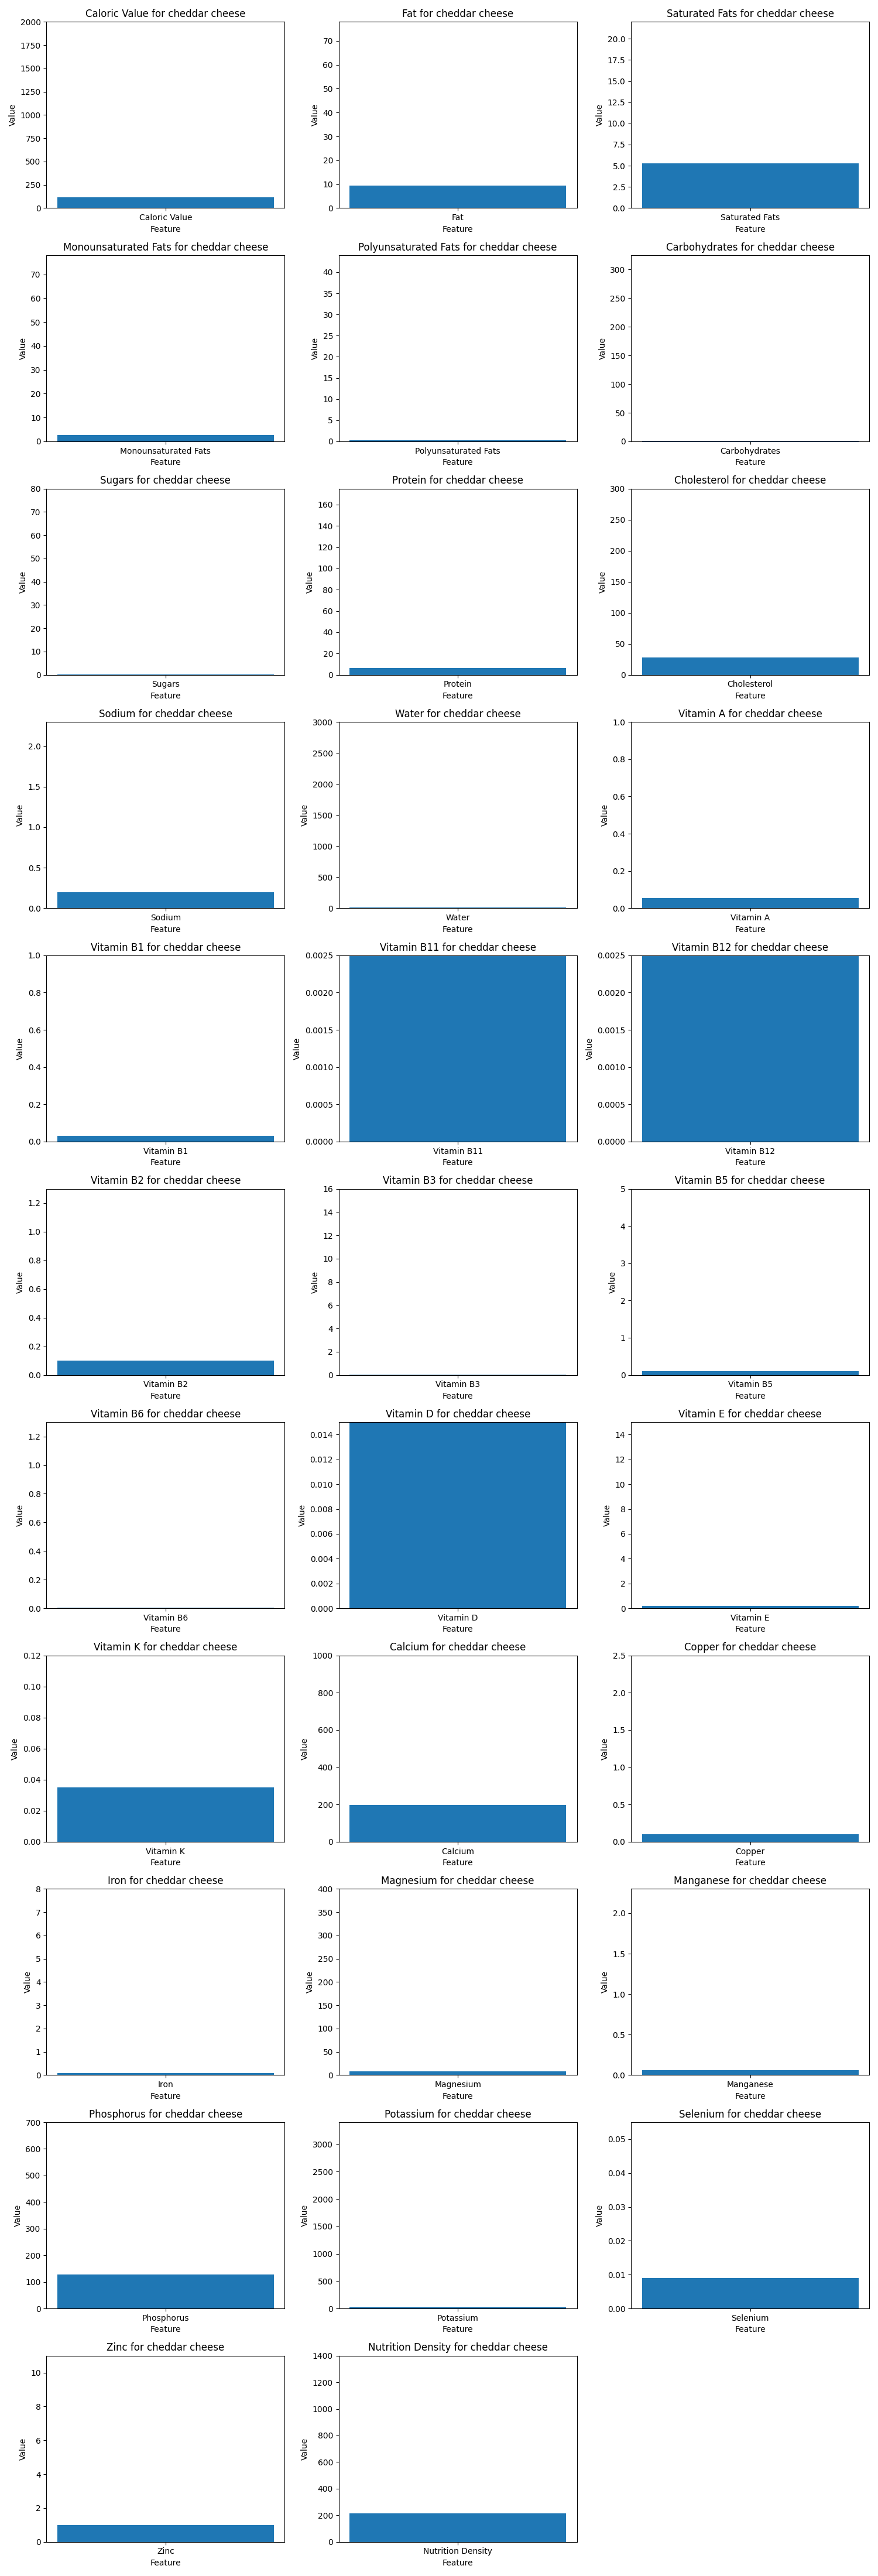 Caloric Value for cheddar cheese
2000
1750
1500
1250
1000
750
500
250
0
Value
Caloric Value
Feature
Fat for cheddar cheese
70
60
50
40
30
20
10
0
Value
Fat
Feature
Saturated Fats for cheddar cheese
20.0
17.5
15.0
12.5
10.0
7.5
5.0
2.5
0.0
Value
Saturated Fats
Feature
Monounsaturated Fats for cheddar cheese
70
60
50
40
30
20
10
0
Value
Monounsaturated Fats
Feature
Polyunsaturated Fats for cheddar cheese
40
35
30
25
20
15
10
5
0
Value
Polyunsaturated Fats
Feature
Carbohydrates for cheddar cheese
300
250
200
150
100
50
0
Value
Carbohydrates
Feature
Sugars for cheddar cheese
80
70
60
50
40
30
20
10
0
Value
Sugars
Feature
Protein for cheddar cheese
160
140
120
100
80
60
40
20
0
Value
Protein
Feature
Cholesterol for cheddar cheese
300
250
200
150
100
50
0
Value
Cholesterol
Feature
Sodium for cheddar cheese
2.0
1.5
1.0
0.5
0.0
Value
Sodium
Feature
Water for cheddar cheese
3000
2500
2000
1500
1000
500
0
Value
Water
Feature
Vitamin A for cheddar cheese
1.0
0.8
0.6
0.4
0.2
0.0
Value
Vitamin A
Feature
Vitamin B1 for cheddar cheese
1.0
0.8
0.6
0.4
0.2
0.0
Value
Vitamin B1
Feature
Vitamin B11 for cheddar cheese
0.0025
0.0020
0.0015
0.0010
0.0005
0.0000
Value
Vitamin B11
Feature
Vitamin B12 for cheddar cheese
0.0025
0.0020
0.0015
0.0010
0.0005
0.0000
Value
Vitamin B12
Feature
Vitamin B2 for cheddar cheese
1.2
1.0
0.8
0.6
0.4
0.2
0.0
Value
Vitamin B2
Feature
Vitamin B3 for cheddar cheese
16
14
12
10
8
6
4
2
0
Value
Vitamin B3
Feature
Vitamin B5 for cheddar cheese
5
4
3
2
1
0
Value
Vitamin B5
Feature
Vitamin B6 for cheddar cheese
1.2
1.0
0.8
0.6
0.4
0.2
0.0
Value
Vitamin B6
Feature
Vitamin D for cheddar cheese
0.014
0.012
0.010
0.008
0.006
0.004
0.002
0.000
Value
Vitamin D
Feature
Vitamin E for cheddar cheese
14
12
10
8
6
4
2
0
Value
Vitamin E
Feature
Vitamin K for cheddar cheese
0.12
0.10
0.08
0.06
0.04
0.02
0.00
Value
Vitamin K
Feature
Calcium for cheddar cheese
1000
800
600
400
200
0
Value
Calcium
Feature
Copper for cheddar cheese
2.5
2.0
1.5
1.0
0.5
0.0
Value
Copper
Feature
Iron for cheddar cheese
8
7
6
5
4
3
2
1
0
Value
Iron
Feature
Magnesium for cheddar cheese
400
350
300
250
200
150
100
50
0
Value
Magnesium
Feature
Manganese for cheddar cheese
2.0
1.5
1.0
0.5
0.0
Value
Manganese
Feature
Phosphorus for cheddar cheese
700
600
500
400
300
200
100
0
Value
Phosphorus
Feature
Potassium for cheddar cheese
3000
2500
2000
1500
1000
500
0
Value
Potassium
Feature
Selenium for cheddar cheese
0.05
0.04
0.03
0.02
0.01
0.00
Value
Selenium
Feature
Zinc for cheddar cheese
10
8
6
4
2
0
Value
Zinc
Feature
Nutrition Density for cheddar cheese
1400
1200
1000
800
600
400
200
0
Value
Nutrition Density
Feature